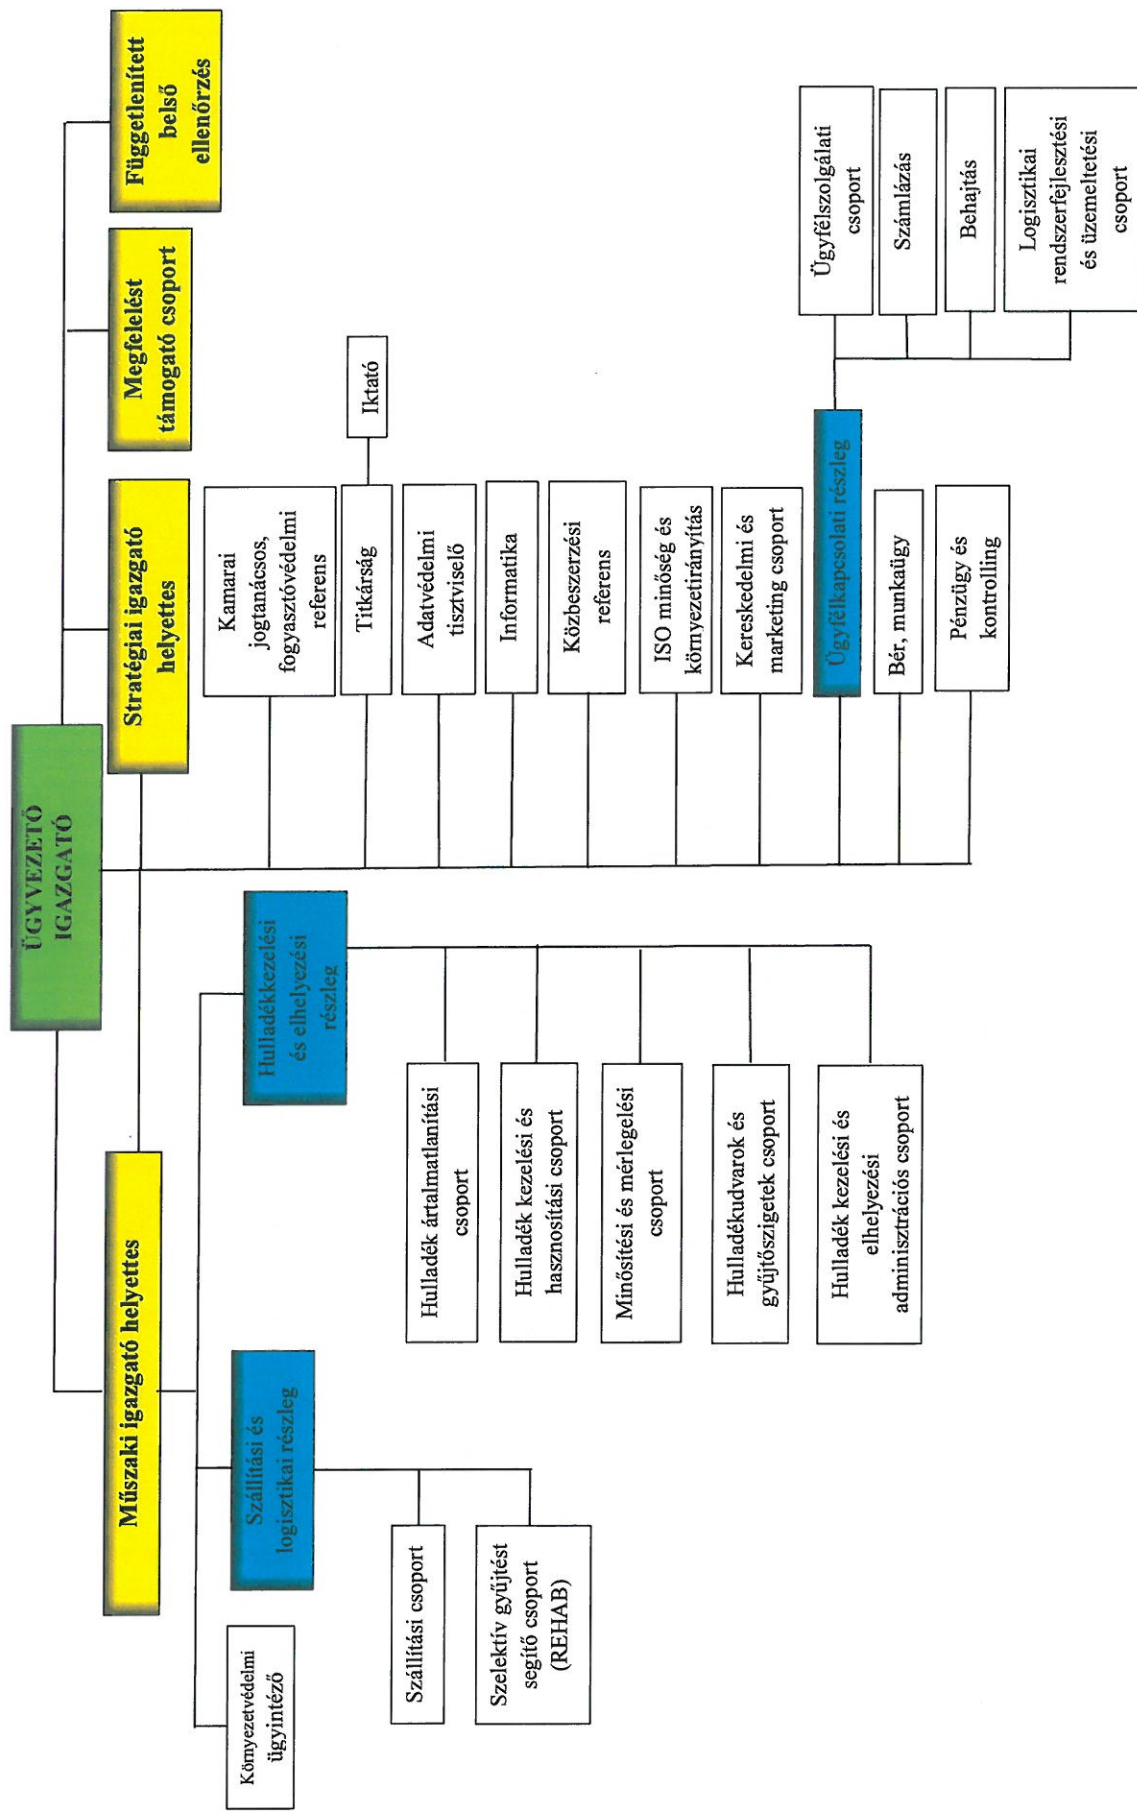 ÜGYVEZETŐ
IGAZGATÓ
Műszaki igazgató helyettes
Stratégiai igazgató
helyettes
Megfelelést
támogató csoport
Függetlenített
belső
ellenőrzés
Környezetvédelmi
ügyintéző
Szállítási és
logisztikai részleg
Szállítási csoport
Szelektív gyűjtést
segítő csoport
(REHAB)
Hulladékkezelési
és elhelyezési
részleg
Hulladék ártalmatlanítási
csoport
Hulladék kezelési és
hasznosítási csoport
Minősítési és mérlegelési
csoport
Hulladékudvarok és
gyűjtőszigetek csoport
Hulladék kezelési és
elhelyezési
adminisztrációs csoport
Kamarai
jogtanácsos,
fogyasztóvédelmi
referens
Titkárság
Iktató
Adatvédelmi
tisztviselő
Informatika
Közbeszerzési
referens
ISO minőség és
környezetirányítás
Kereskedelmi és
marketing csoport
Ügyfélkapcsolati részleg
Ügyfélszolgálati
csoport
Számlázás
Behajtás
Logisztikai
rendszerfejlesztési
és üzemeltetési
csoport
Bér, munkaügy
Pénzügy és
kontrolling